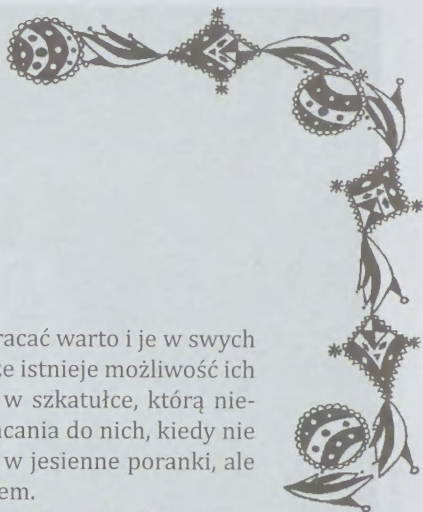 racać warto i je w swych
że istnieje możliwość ich
w szkatułce, którą nie-
cania do nich, kiedy nie
w jesienne poranki, ale
em.